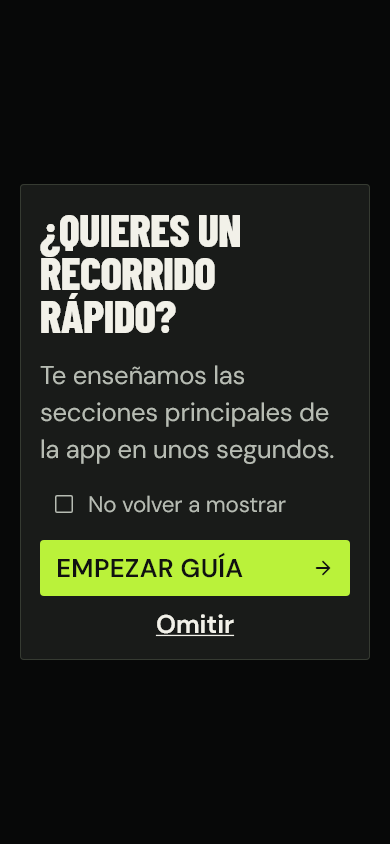 ¿QUIERES UN
RECORRIDO
RÁPIDO?
Te enseñamos las
secciones principales de
la app en unos segundos.
No volver a mostrar
EMPEZAR GUÍA →
Omitir